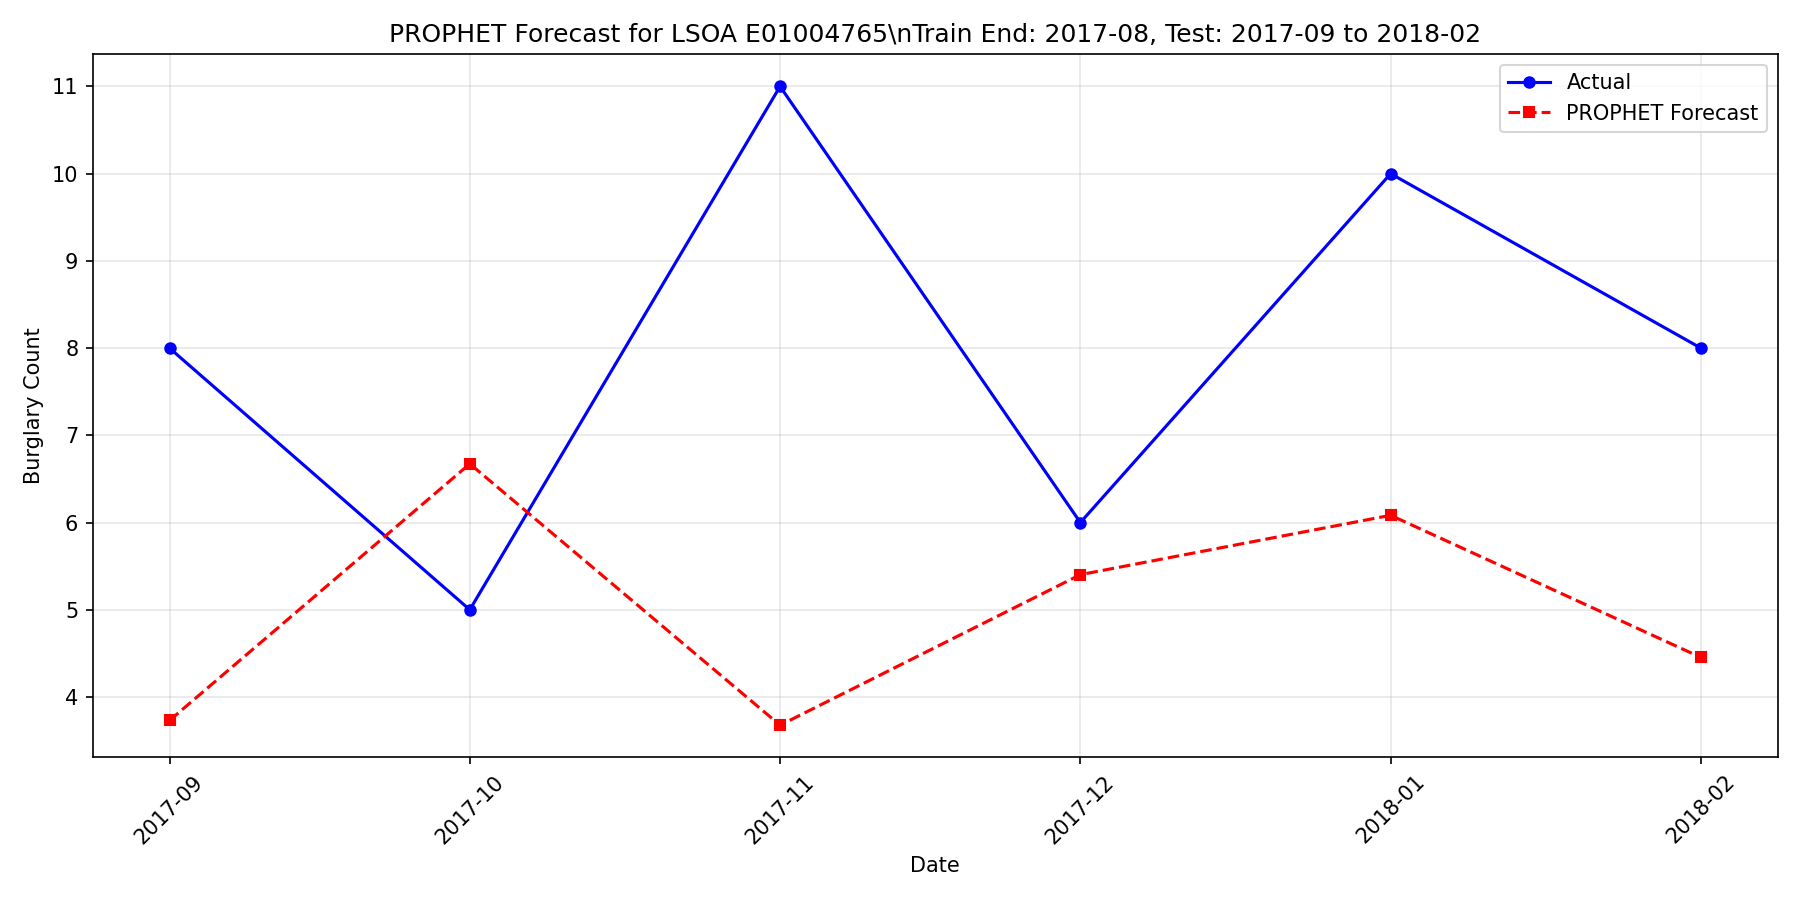 PROPHET Forecast for LSOA E01004765\nTrain End: 2017-08, Test: 2017-09 to 2018-02
Actual
PROPHET Forecast
Burglary Count
11
10
9
8
7
6
5
4
2017-09
2017-10
2017-11
2017-12
2018-01
2018-02
Date